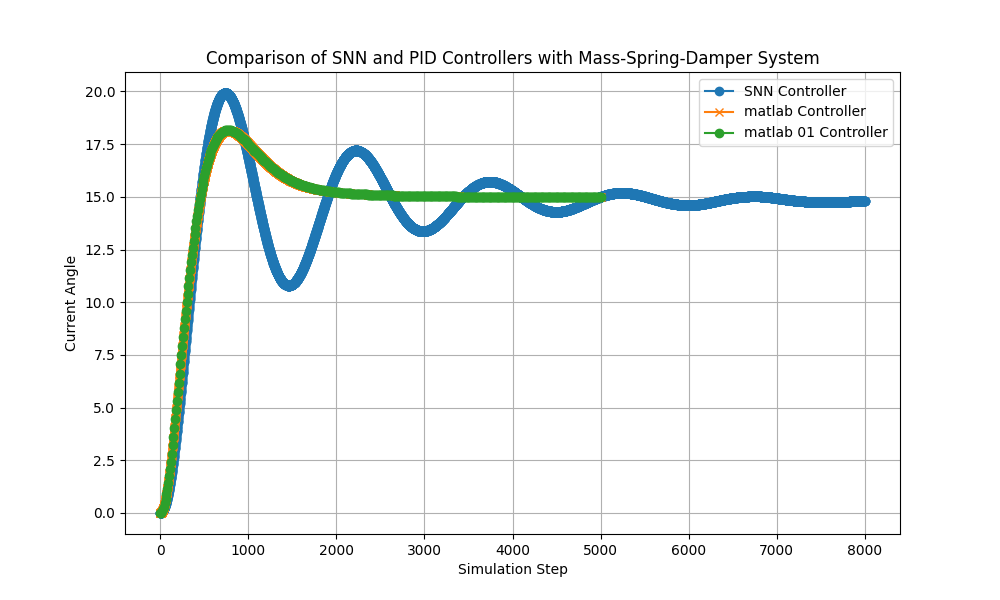 Comparison of SNN and PID Controllers with Mass-Spring-Damper System
SNN Controller
matlab Controller
matlab 01 Controller
Current Angle
20.0
17.5
15.0
12.5
10.0
7.5
5.0
2.5
0.0
0 1000 2000 3000 4000 5000 6000 7000 8000
Simulation Step